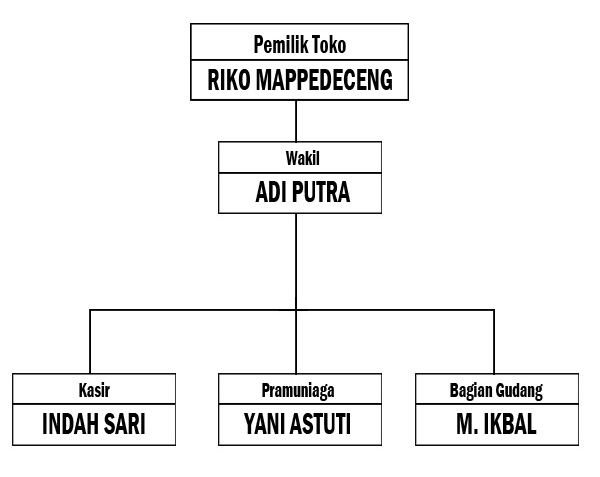 Pemilik Toko
RIKO MAPPEDECENG
Wakil
ADI PUTRA
Kasir
INDAH SARI
Pramuniaga
YANI ASTUTI
Bagian Gudang
M. IKBAL